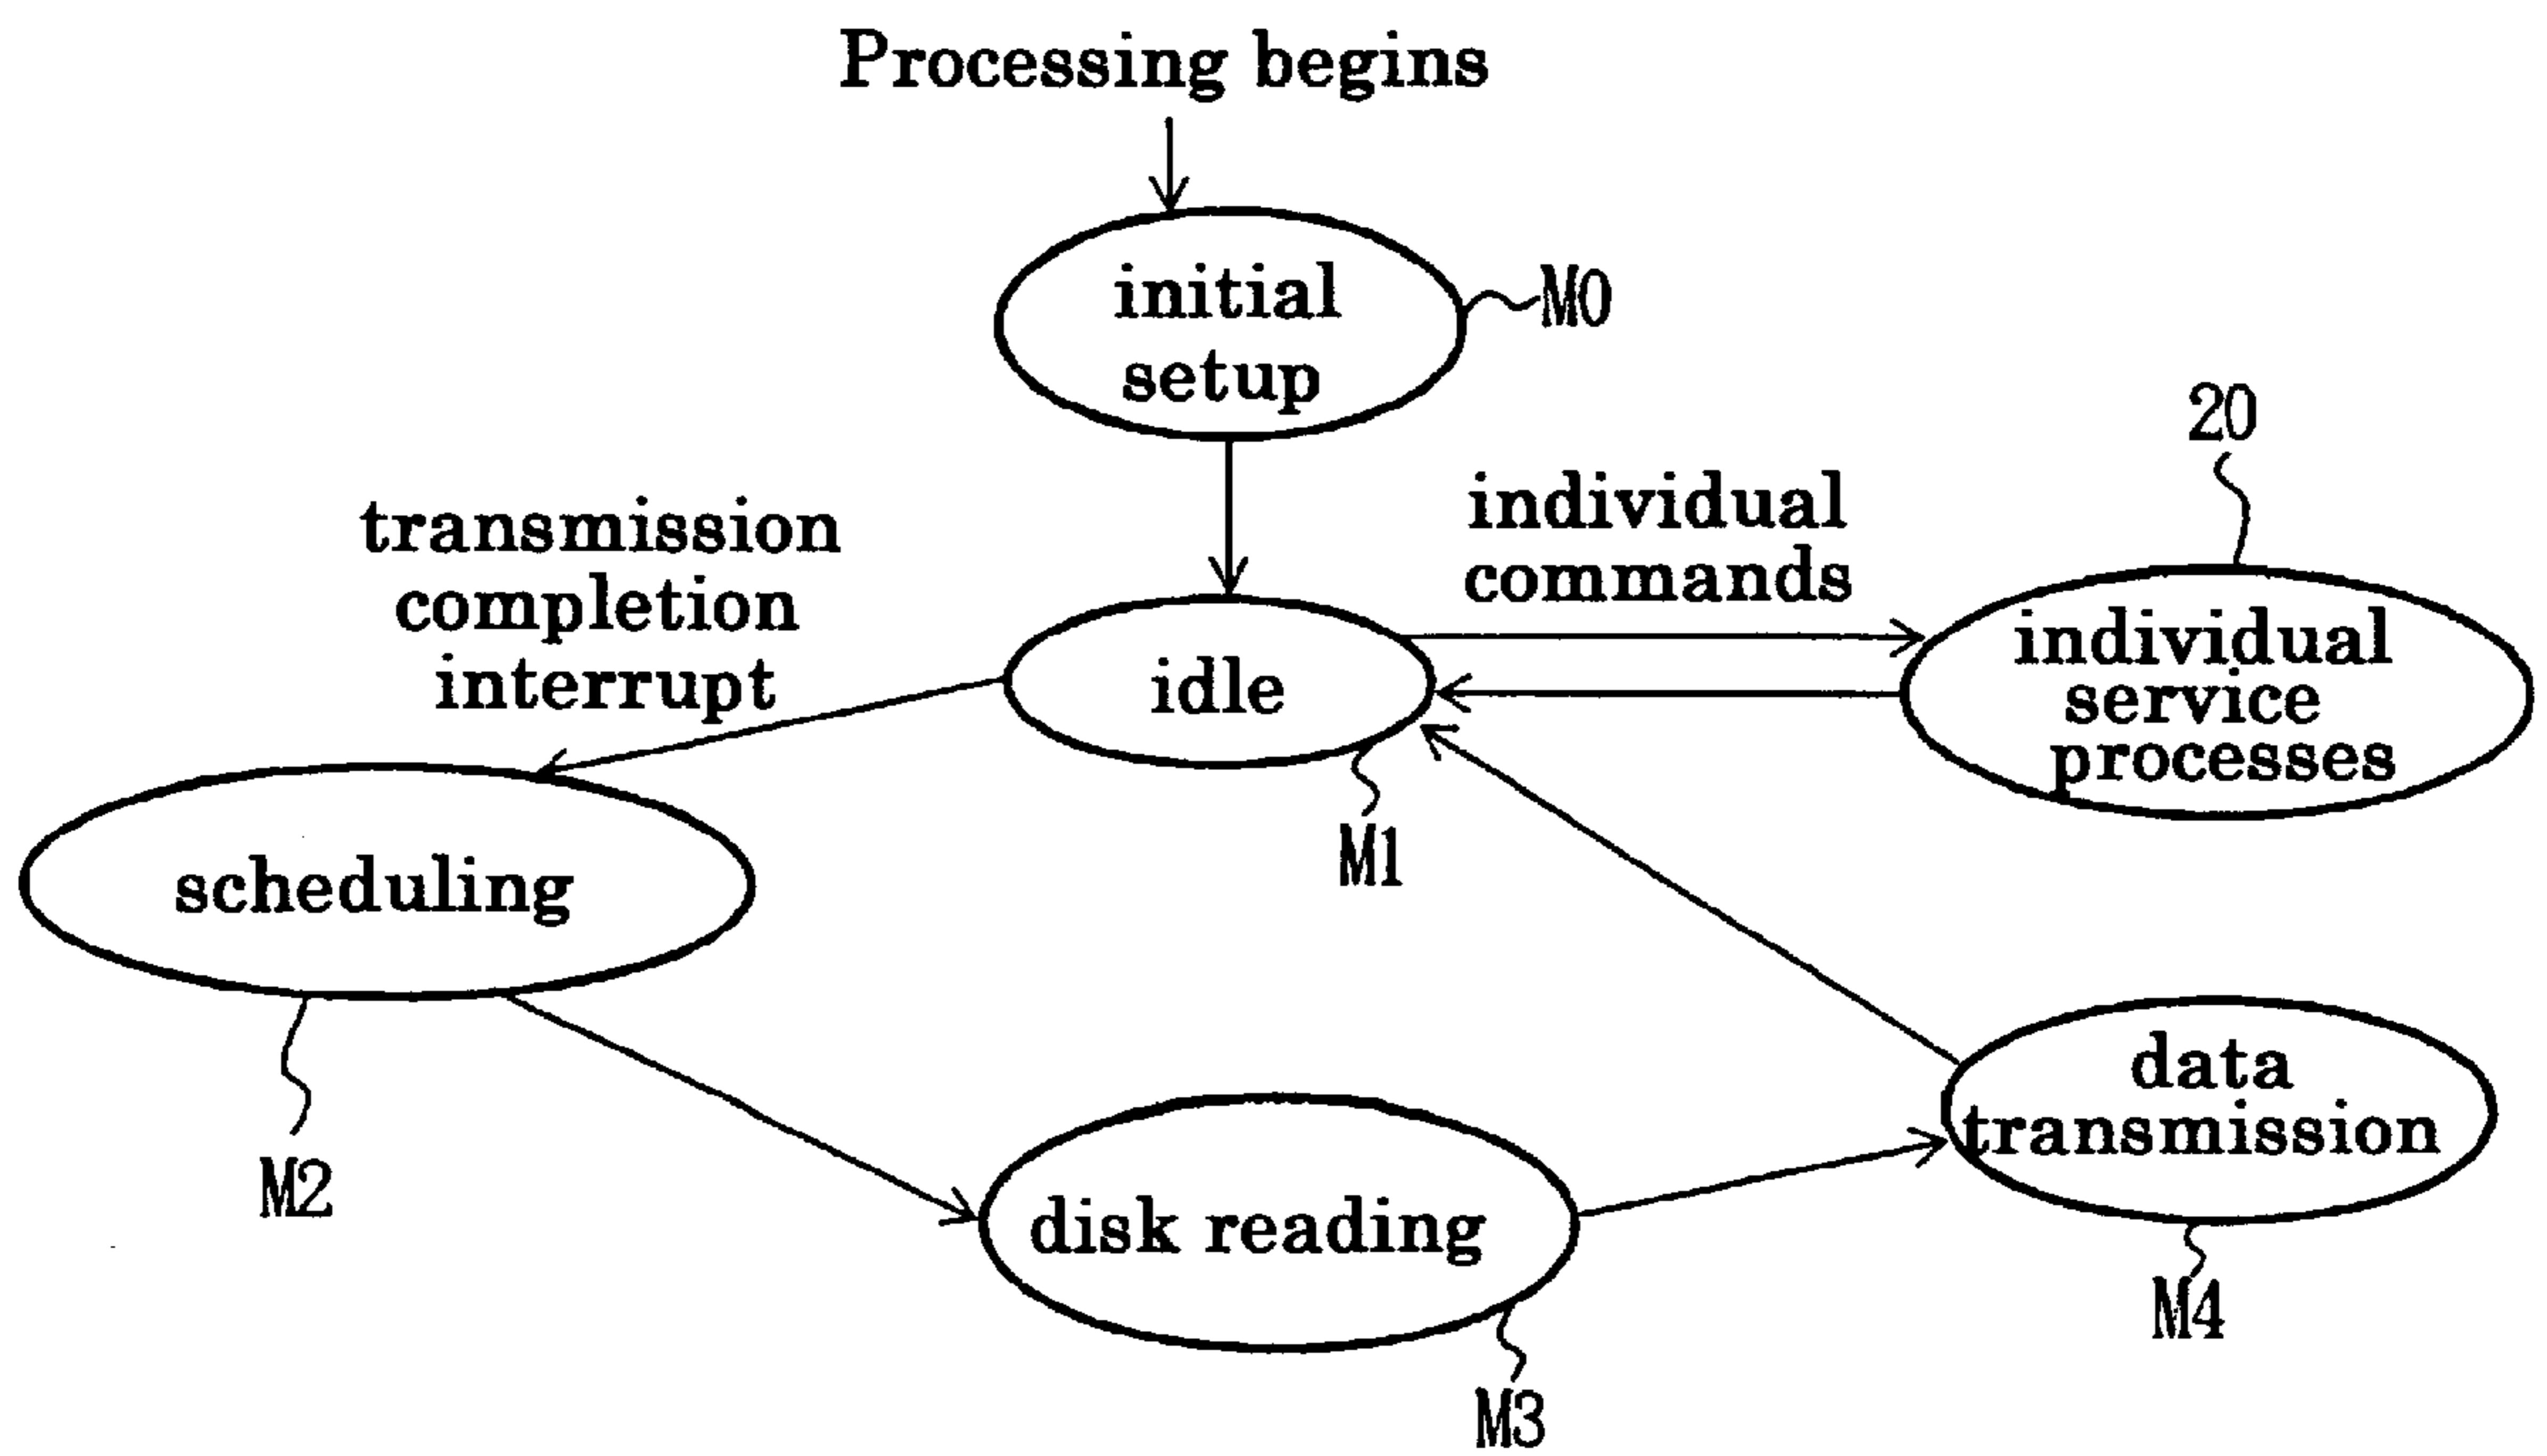 Processing begins
initial
setup
M0
20
transmission
completion
interrupt
individual
commands
idle
individual
service
processes
M1
scheduling
M2
data
transmission
disk reading
M4
M3